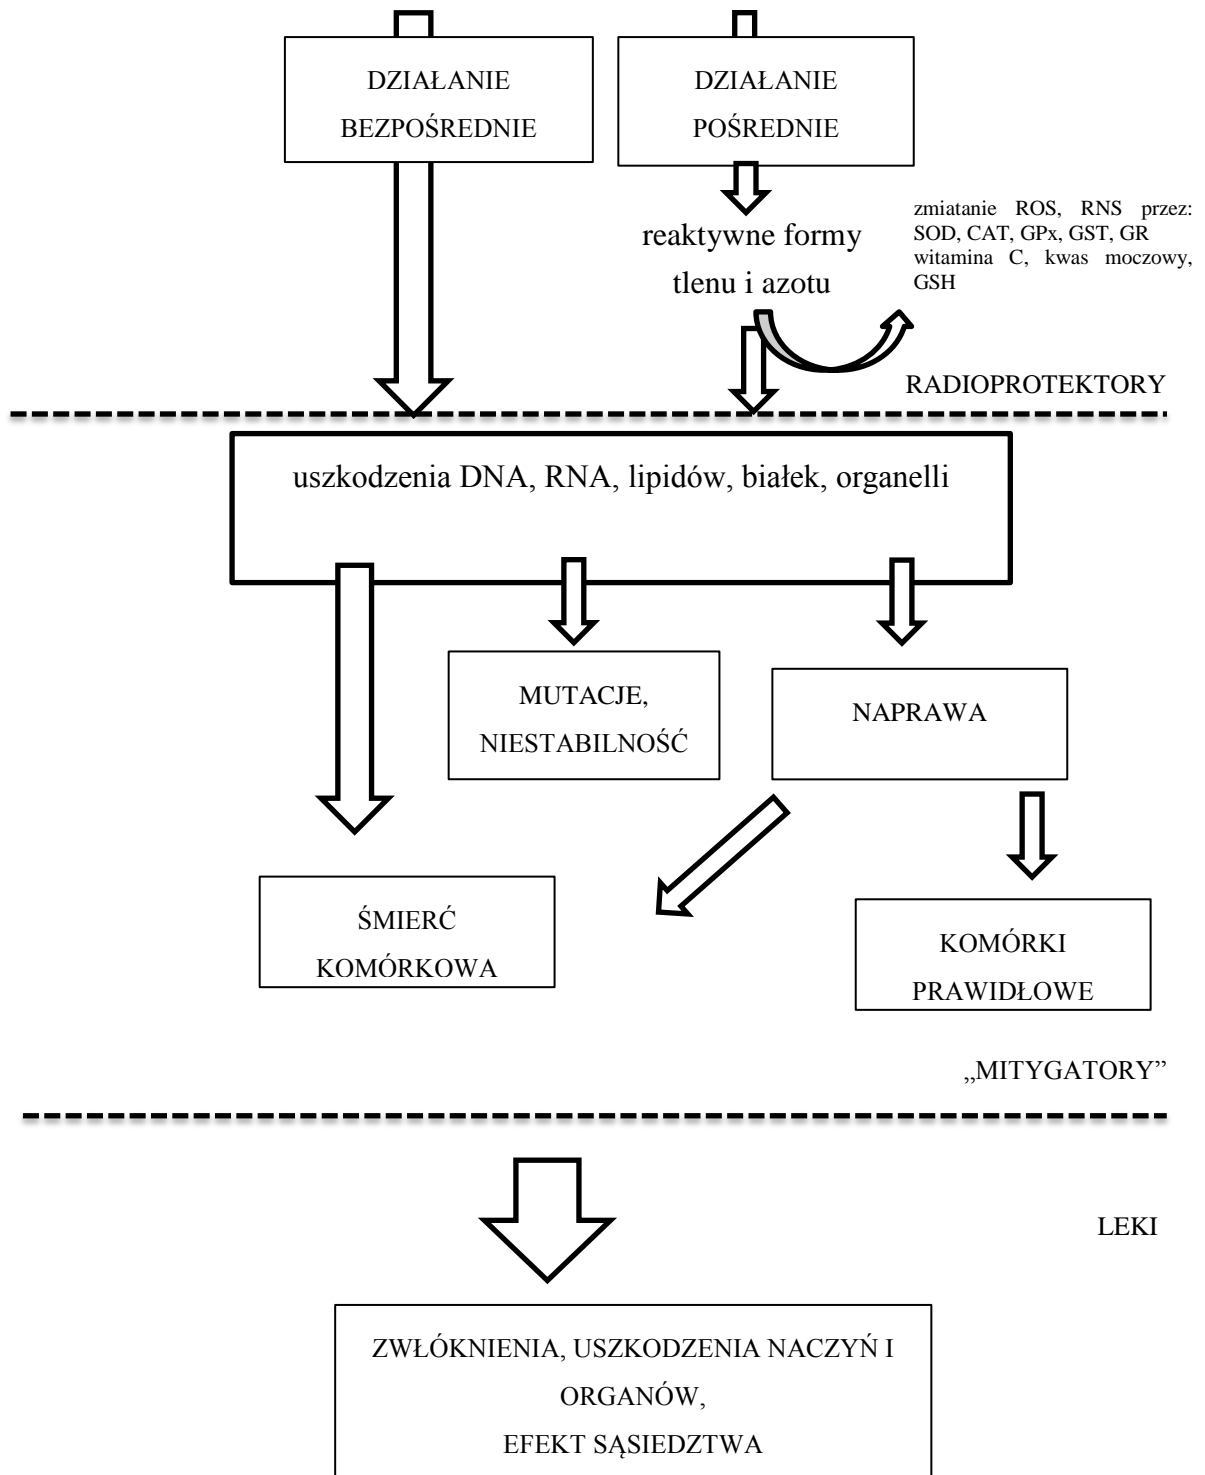 DZIAŁANIE
BEZPOŚREDNIE
DZIAŁANIE
POŚREDNIE
reaktywne formy
tlenu i azotu
zmiatanie ROS, RNS przez:
SOD, CAT, GPx, GST, GR
witamina C, kwas moczowy,
GSH
RADIOPROTEKTORY
uszkodzenia DNA, RNA, lipidów, białek, organelli
MUTACJE,
NIESTABILNOŚĆ
NAPRAWA
ŚMIERĆ
KOMÓRKOWA
KOMÓRKI
PRAWIDŁOWE
„MITYGATORY”
LEKI
ZWŁÓKNIENIA, USZKODZENIA NACZYŃ I
ORGANÓW,
EFEKT SĄSIEDZTWA